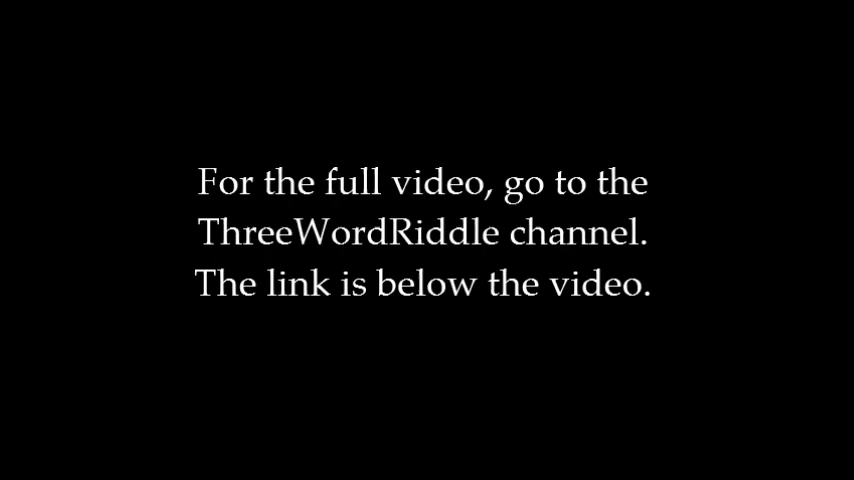 For the full video, go to the
ThreeWordRiddle channel.
The link is below the video.